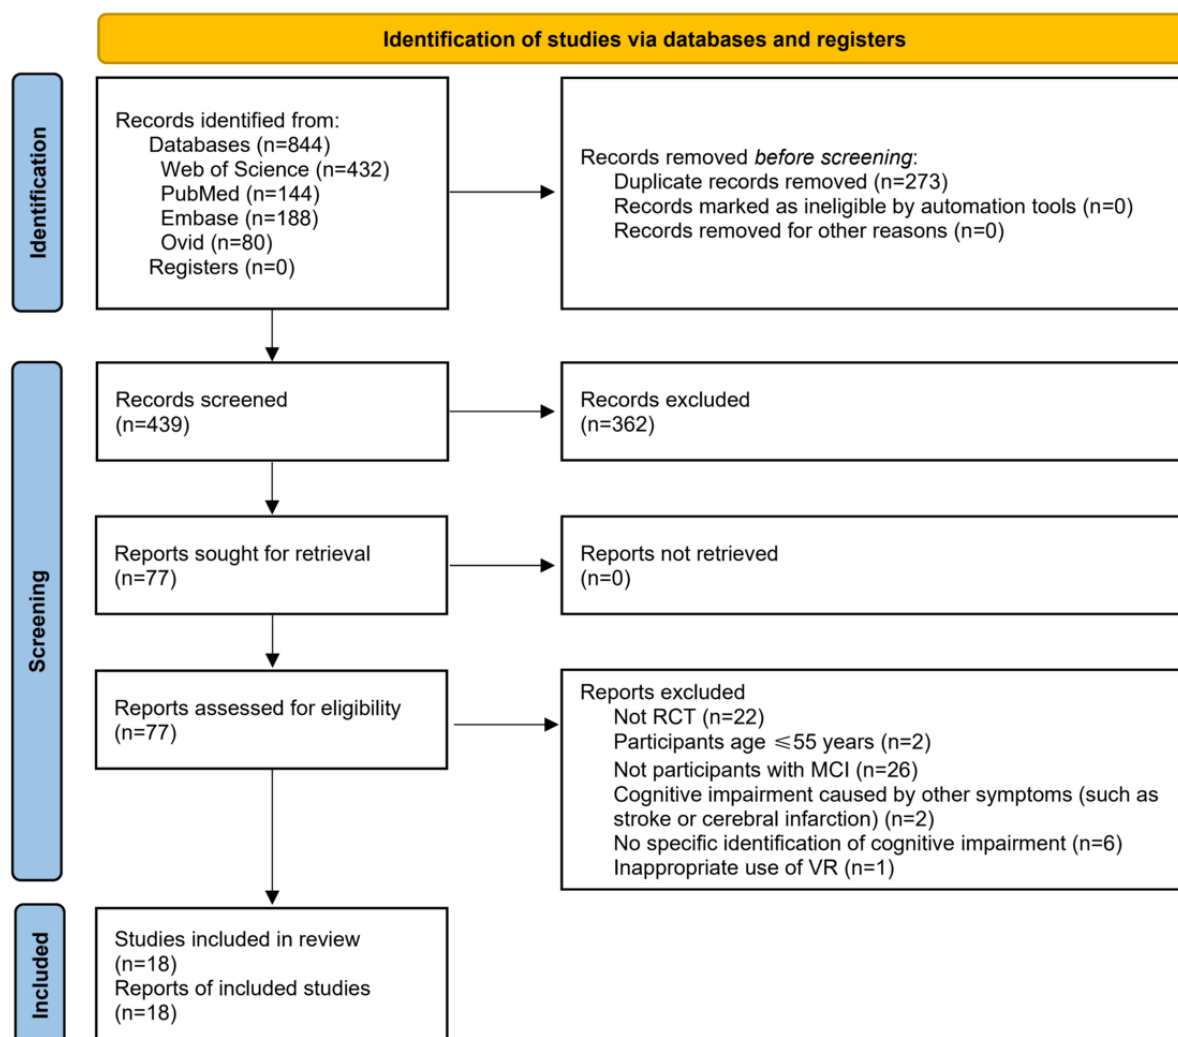 Identification of studies via databases and registers
Identification
Records identified from:
Databases (n=844)
Web of Science (n=432)
PubMed (n=144)
Embase (n=188)
Ovid (n=80)
Registers (n=0)
Records removed before screening:
Duplicate records removed (n=273)
Records marked as ineligible by automation tools (n=0)
Records removed for other reasons (n=0)
Screening
Records screened
(n=439)
Records excluded
(n=362)
Reports sought for retrieval
(n=77)
Reports not retrieved
(n=0)
Reports assessed for eligibility
(n=77)
Reports excluded
Not RCT (n=22)
Participants age ⩽55 years (n=2)
Not participants with MCI (n=26)
Cognitive impairment caused by other symptoms (such as
stroke or cerebral infarction) (n=2)
No specific identification of cognitive impairment (n=6)
Inappropriate use of VR (n=1)
Included
Studies included in review
(n=18)
Reports of included studies
(n=18)